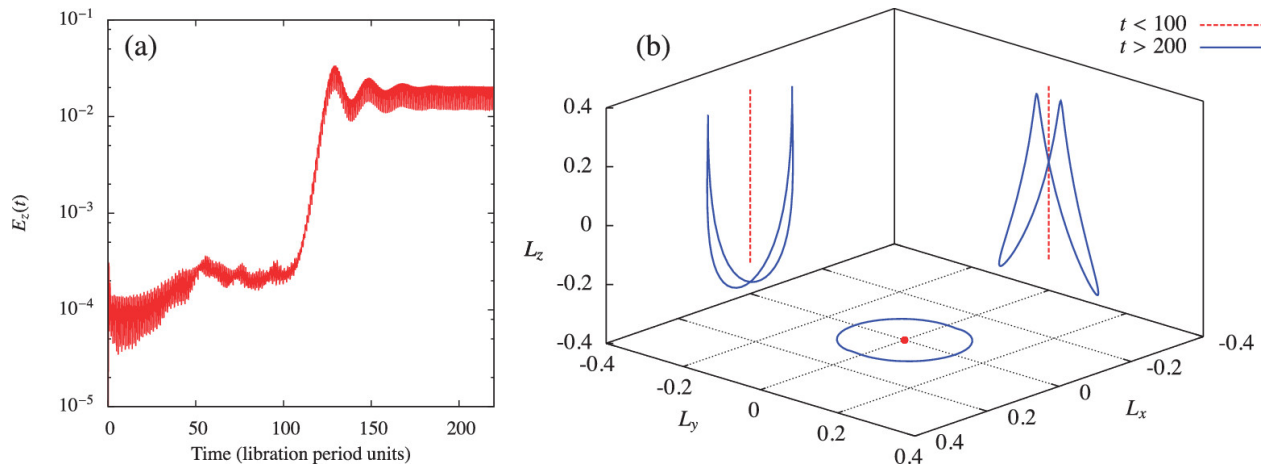 (a)
10⁻¹
10⁻²
10⁻³
10⁻⁴
10⁻⁵
E_z(t)
0 50 100 150 200
Time (libration period units)
(b)
t < 100
t > 200
0.4
0.2
0
-0.2
-0.4
L_z
-0.4 -0.2 0 0.2 0.4
L_y
0.4 0.2 0 -0.2 -0.4
L_x